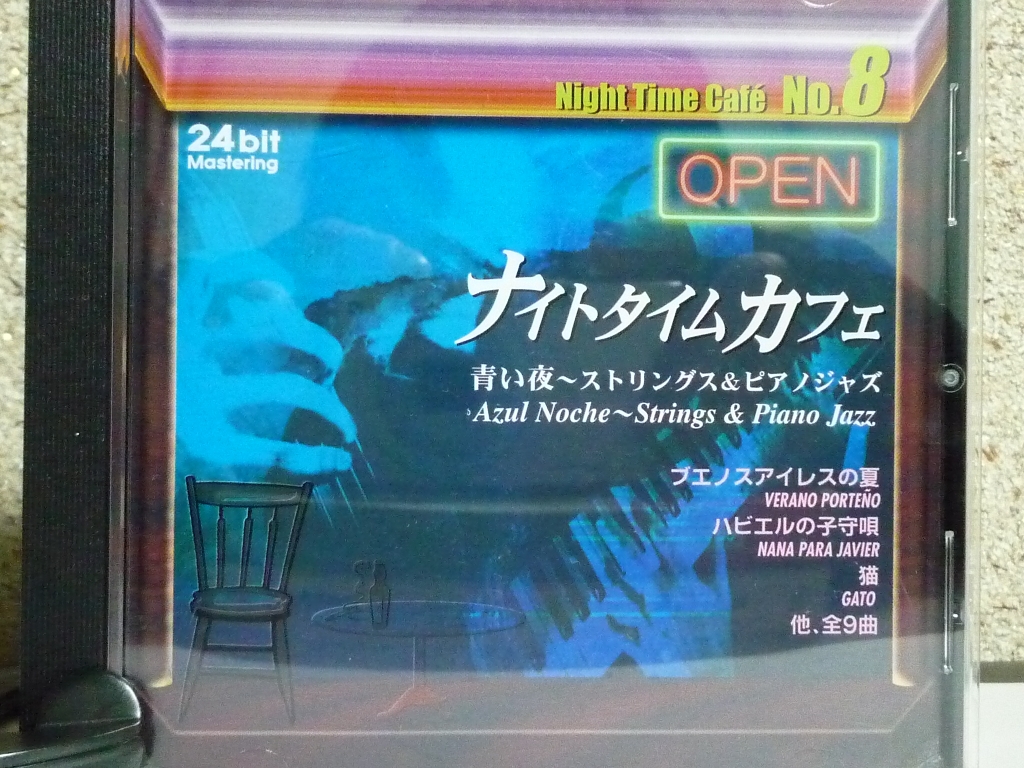 Night Time Café No.8
24bit
Mastering
OPEN
ナイトタイムカフェ
青い夜～ストリングス&ピアノジャズ
Azul Noche～Strings & Piano Jazz
ブエノスアイレスの夏
VERANO PORTEÑO
ハビエルの子守唄
NANA PARA JAVIER
猫
GATO
他、全9曲